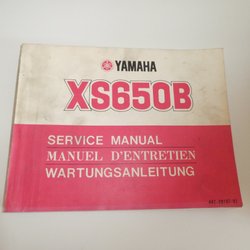 YAMAHA
XS650B
SERVICE MANUAL
MANUEL D'ENTRETIEN
WARTUNGSANLEITUNG